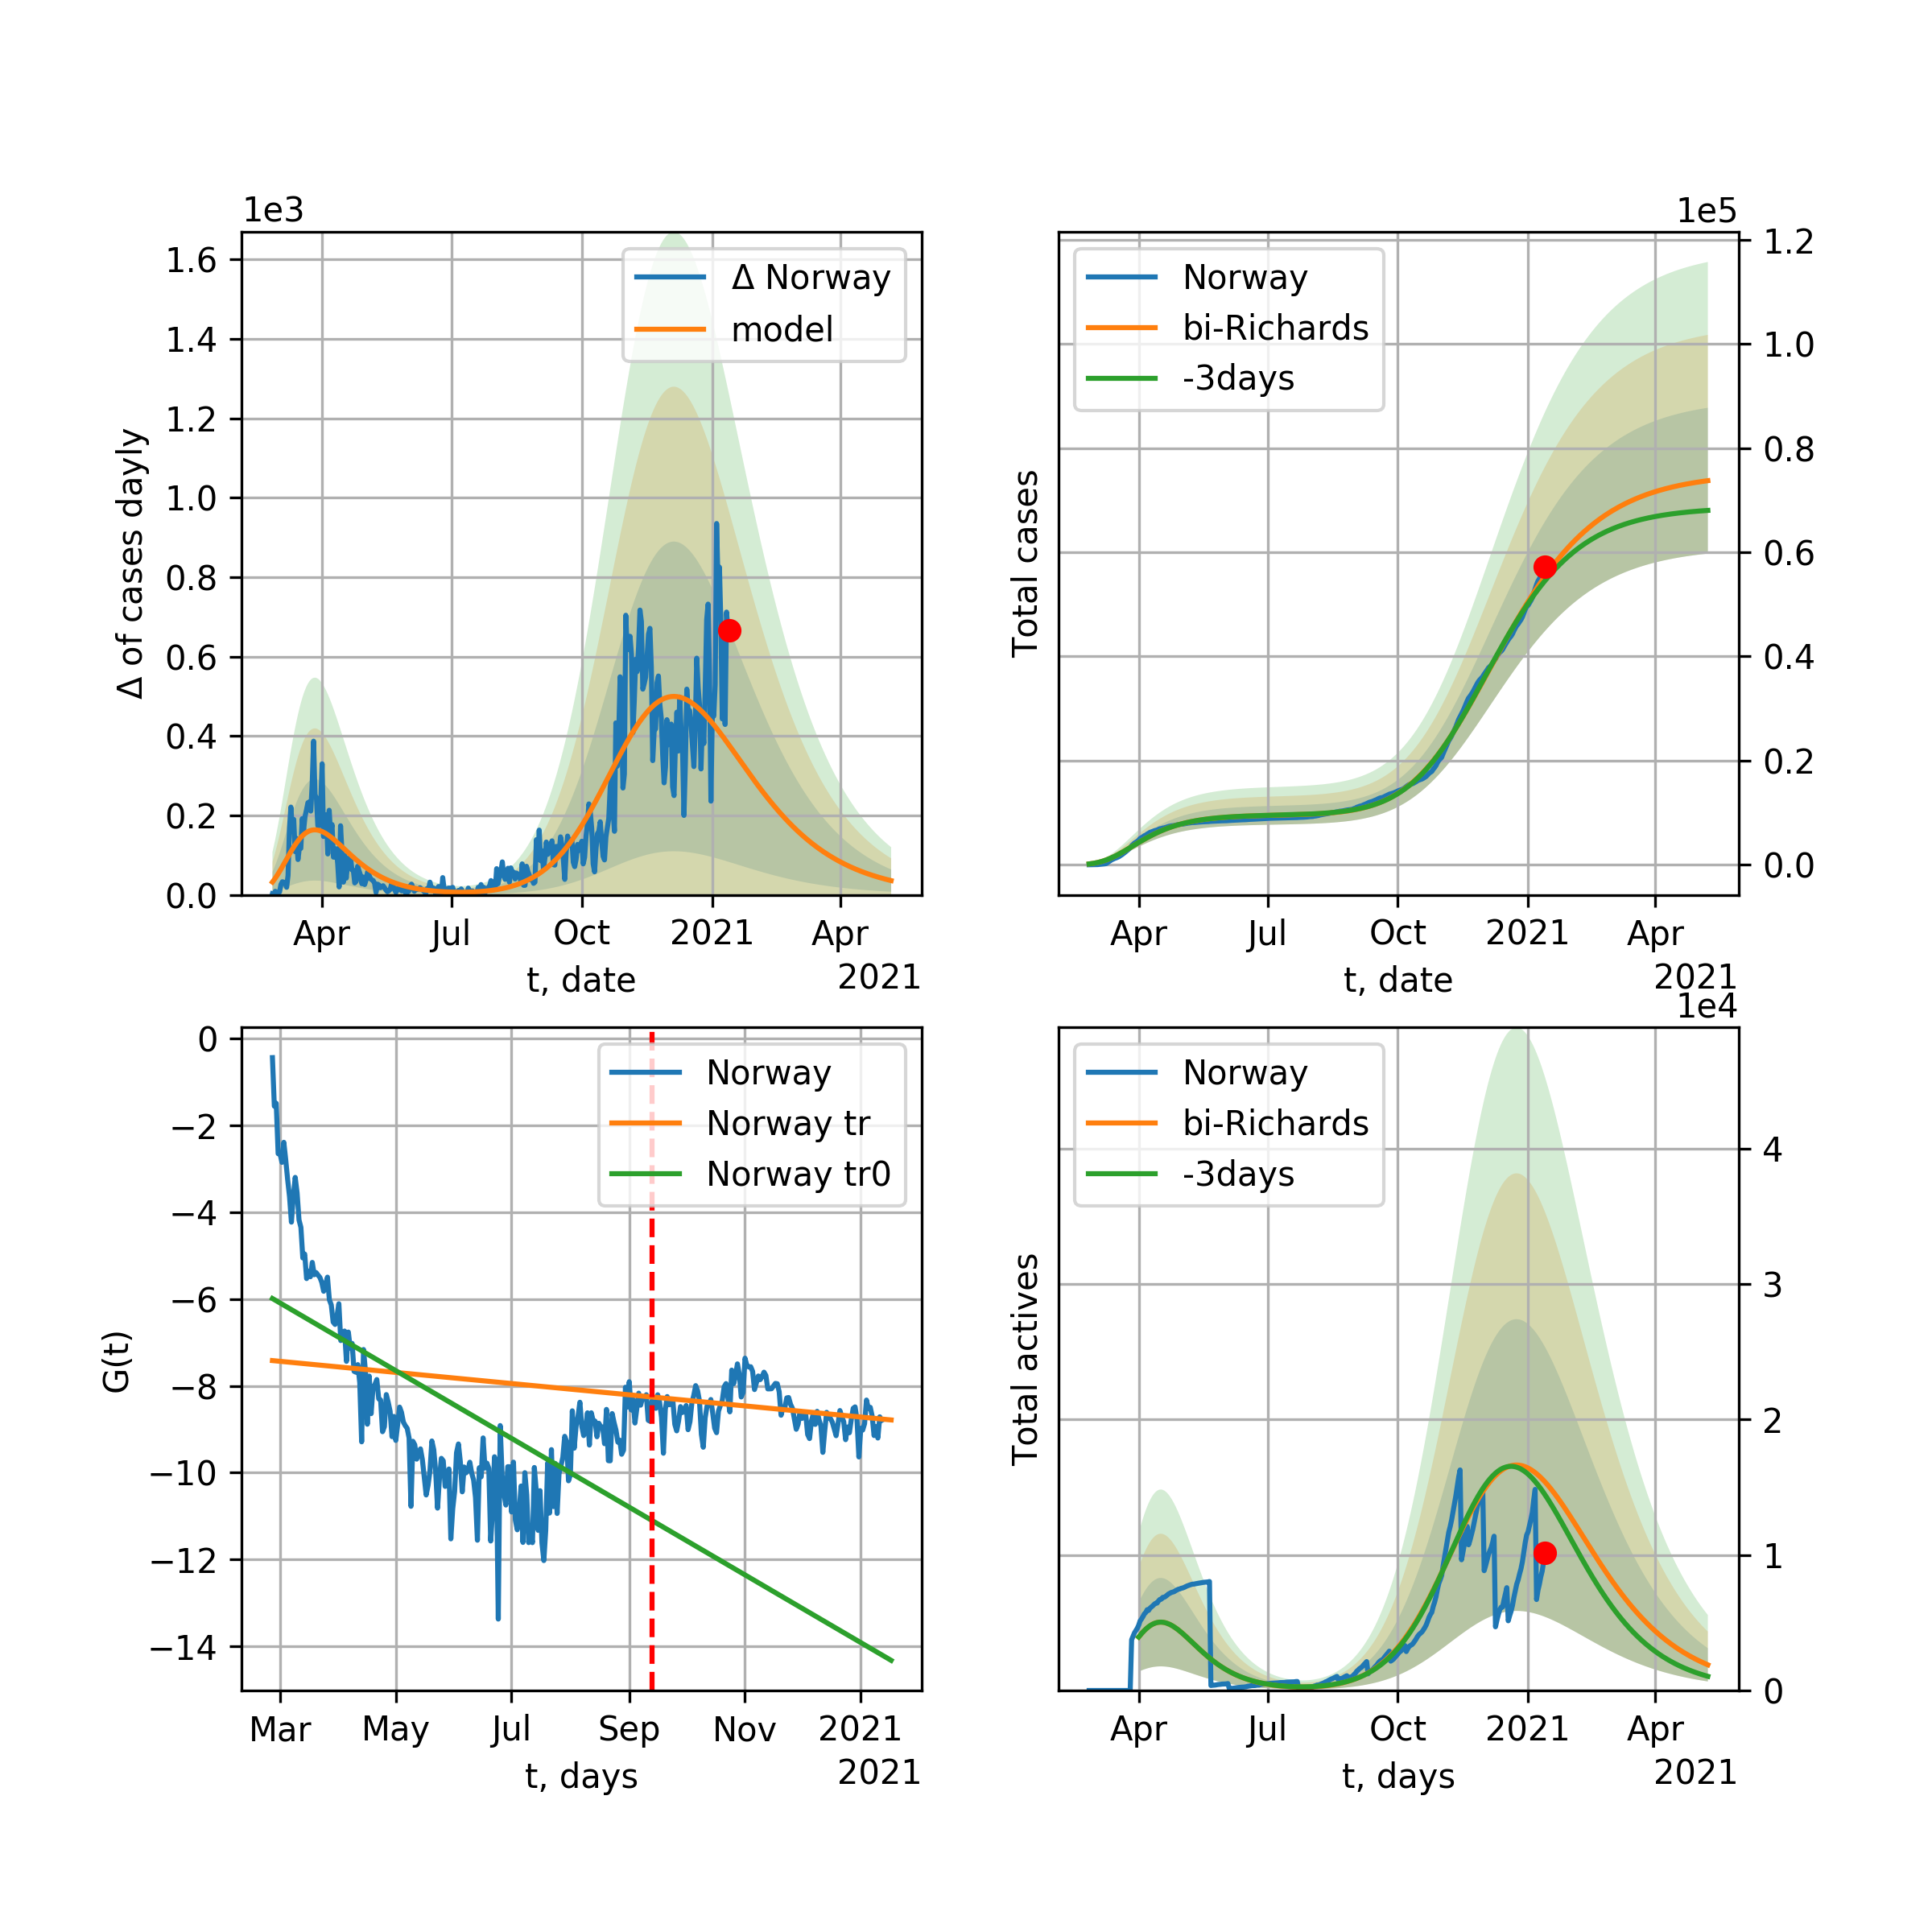 1e3
1.6
1.4
1.2
1.0
0.8
0.6
0.4
0.2
0.0
Δ of cases dayly
Δ Norway
model
Apr
Jul
Oct
2021
Apr
t, date
2021
1e5
1.2
1.0
0.8
0.6
0.4
0.2
0.0
Total cases
Norway
bi-Richards
-3days
Apr
Jul
Oct
2021
Apr
t, date
2021
0
−2
−4
−6
−8
−10
−12
−14
G(t)
Norway
Norway tr
Norway tr0
Mar
May
Jul
Sep
Nov
2021
t, days
2021
1e4
4
3
2
1
0
Total actives
Norway
bi-Richards
-3days
Apr
Jul
Oct
2021
Apr
t, days
2021